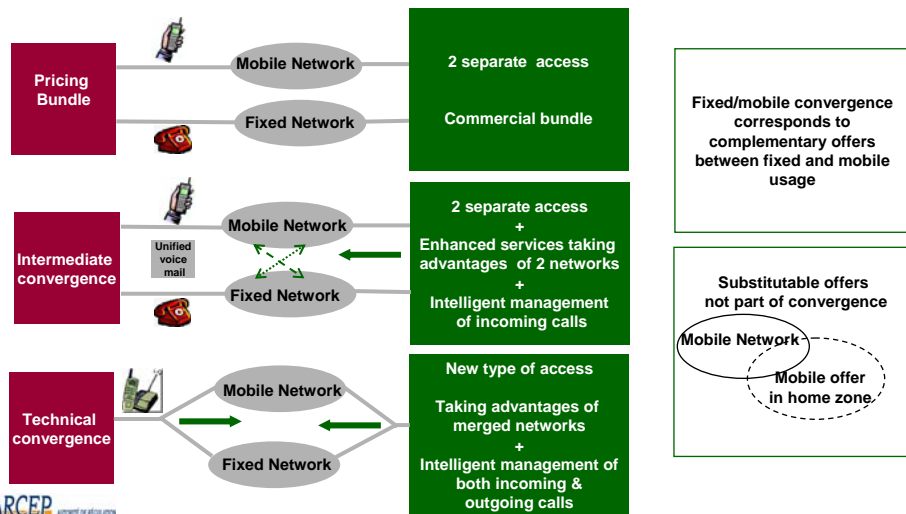 Pricing
Bundle
Mobile Network
Fixed Network
2 separate access
Commercial bundle
Intermediate
convergence
Unified
voice
mail
Mobile Network
Fixed Network
2 separate access
+
Enhanced services taking
advantages of 2 networks
+
Intelligent management
of incoming calls
Technical
convergence
Mobile Network
Fixed Network
New type of access
Taking advantages of
merged networks
+
Intelligent management of
both incoming &
outgoing calls
Fixed/mobile convergence
corresponds to
complementary offers
between fixed and mobile
usage
Substitutable offers
not part of convergence
Mobile Network
Mobile offer
in home zone
ARCEP